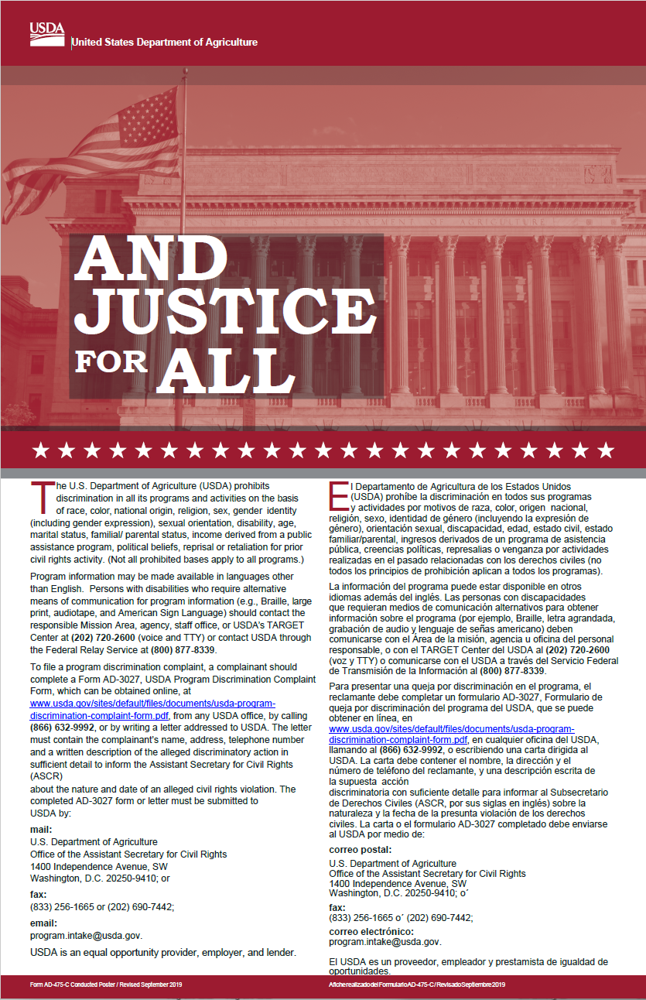 USDA
United States Department of Agriculture
UNITED STATES DEPARTMENT OF AGRICULTURE
AND
JUSTICE
FOR ALL
The U.S. Department of Agriculture (USDA) prohibits
discrimination in all its programs and activities on the basis
of race, color, national origin, religion, sex, gender identity
(including gender expression), sexual orientation, disability, age,
marital status, familial/ parental status, income derived from a public
assistance program, political beliefs, reprisal or retaliation for prior
civil rights activity. (Not all prohibited bases apply to all programs.)
Program information may be made available in languages other
than English. Persons with disabilities who require alternative
means of communication for program information (e.g., Braille, large
print, audiotape, and American Sign Language) should contact the
responsible Mission Area, agency, staff office, or USDA's TARGET
Center at (202) 720-2600 (voice and TTY) or contact USDA through
the Federal Relay Service at (800) 877-8339.
To file a program discrimination complaint, a complainant should
complete a Form AD-3027, USDA Program Discrimination Complaint
Form, which can be obtained online, at
www.usda.gov/sites/default/files/documents/usda-program-
discrimination-complaint-form.pdf, from any USDA office, by calling
(866) 632-9992, or by writing a letter addressed to USDA. The letter
must contain the complainant's name, address, telephone number
and a written description of the alleged discriminatory action in
sufficient detail to inform the Assistant Secretary for Civil Rights
(ASCR)
about the nature and date of an alleged civil rights violation. The
completed AD-3027 form or letter must be submitted to
USDA by:
mail:
U.S. Department of Agriculture
Office of the Assistant Secretary for Civil Rights
1400 Independence Avenue, SW
Washington, D.C. 20250-9410; or
fax:
(833) 256-1665 or (202) 690-7442;
email:
program.intake@usda.gov.
USDA is an equal opportunity provider, employer, and lender.
El Departamento de Agricultura de los Estados Unidos
(USDA) prohíbe la discriminación en todos sus programas
y actividades por motivos de raza, color, origen nacional,
religión, sexo, identidad de género (incluyendo la expresión de
género), orientación sexual, discapacidad, edad, estado civil, estado
familiar/parental, ingresos derivados de un programa de asistencia
pública, creencias políticas, represalias o venganza por actividades
realizadas en el pasado relacionadas con los derechos civiles (no
todos los principios de prohibición aplican a todos los programas).
La información del programa puede estar disponible en otros
idiomas además del inglés. Las personas con discapacidades
que requieran medios de comunicación alternativos para obtener
información sobre el programa (por ejemplo, Braille, letra agrandada,
grabación de audio y lenguaje de señas americano) deben
comunicarse con el Área de la misión, agencia u oficina del personal
responsable, o con el TARGET Center del USDA al (202) 720-2600
(voz y TTY) o comunicarse con el USDA a través del Servicio Federal
de Transmisión de la Información al (800) 877-8339.
Para presentar una queja por discriminación en el programa, el
reclamante debe completar un formulario AD-3027, Formulario de
queja por discriminación del programa del USDA, que se puede
obtener en línea, en
www.usda.gov/sites/default/files/documents/usda-program-
discrimination-complaint-form.pdf, en cualquier oficina del USDA,
llamando al (866) 632-9992, o escribiendo una carta dirigida al
USDA. La carta debe contener el nombre, la dirección y el
número de teléfono del reclamante, y una descripción escrita de
la supuesta acción
discriminatoria con suficiente detalle para informar al Subsecretario
de Derechos Civiles (ASCR, por sus siglas en inglés) sobre la
naturaleza y la fecha de la presunta violación de los derechos
civiles. La carta o el formulario AD-3027 completado debe enviarse
al USDA por medio de:
correo postal:
U.S. Department of Agriculture
Office of the Assistant Secretary for Civil Rights
1400 Independence Avenue, SW
Washington, D.C. 20250-9410; o´
fax:
(833) 256-1665 o´ (202) 690-7442;
correo electrónico:
program.intake@usda.gov.
El USDA es un proveedor, empleador y prestamista de igualdad de
oportunidades.
Form AD-475-C Conducted Poster / Revised September 2019
Afiche realizado del Formulario AD-475-C / Revisado Septiembre 2019